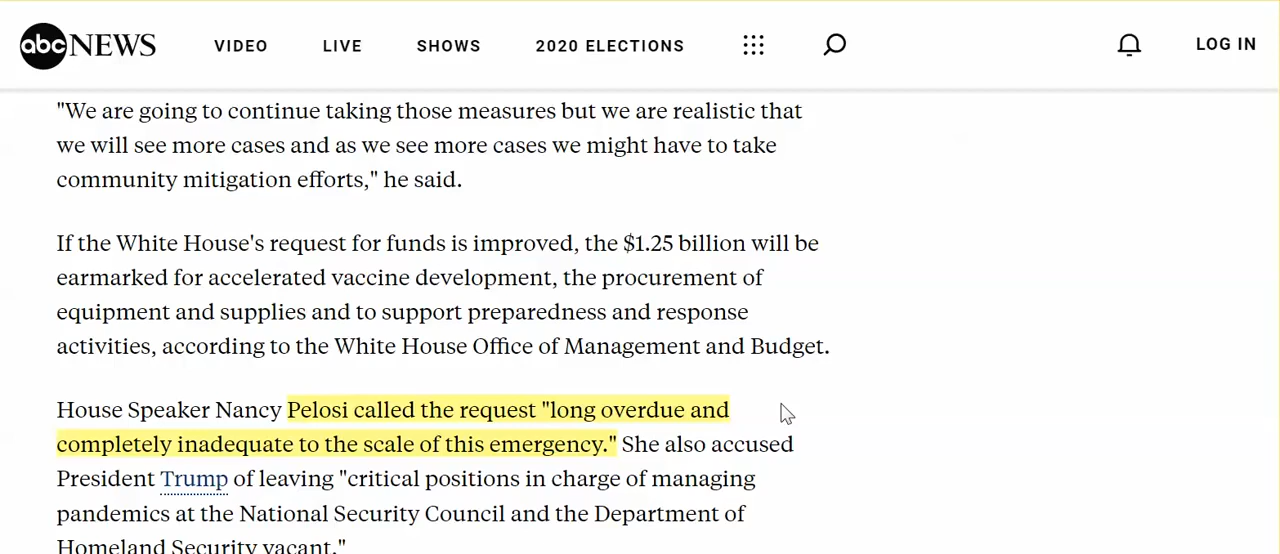 abc NEWS VIDEO LIVE SHOWS 2020 ELECTIONS LOG IN
"We are going to continue taking those measures but we are realistic that
we will see more cases and as we see more cases we might have to take
community mitigation efforts," he said.
If the White House's request for funds is improved, the $1.25 billion will be
earmarked for accelerated vaccine development, the procurement of
equipment and supplies and to support preparedness and response
activities, according to the White House Office of Management and Budget.
House Speaker Nancy Pelosi called the request "long overdue and
completely inadequate to the scale of this emergency." She also accused
President Trump of leaving "critical positions in charge of managing
pandemics at the National Security Council and the Department of
Homeland Security vacant."